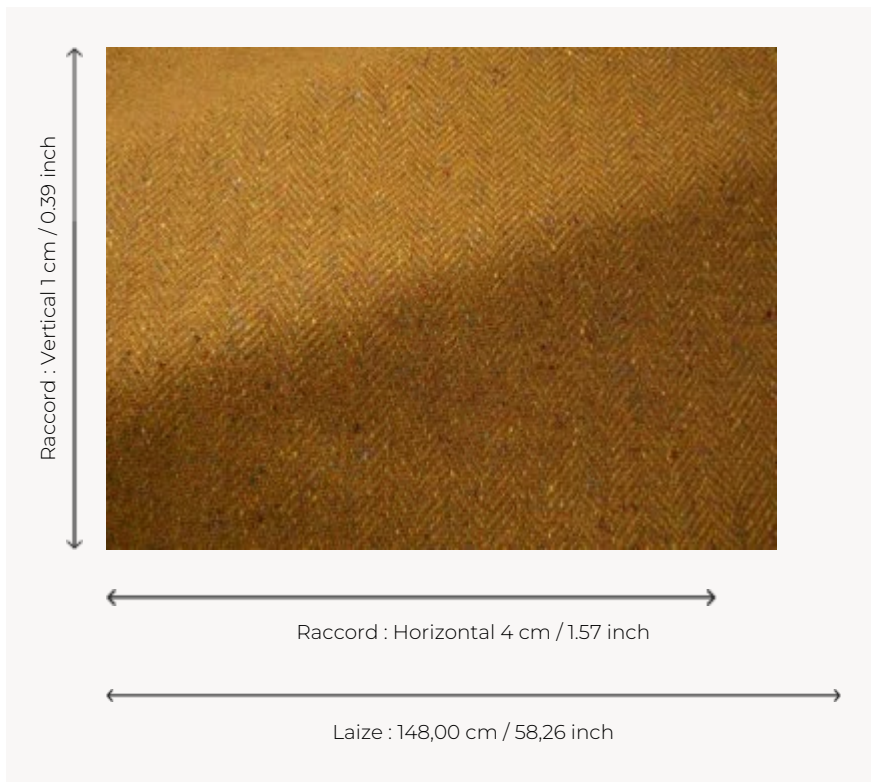 Raccord : Vertical 1 cm / 0.39 inch
Raccord : Horizontal 4 cm / 1.57 inch
Laize : 148,00 cm / 58,26 inch